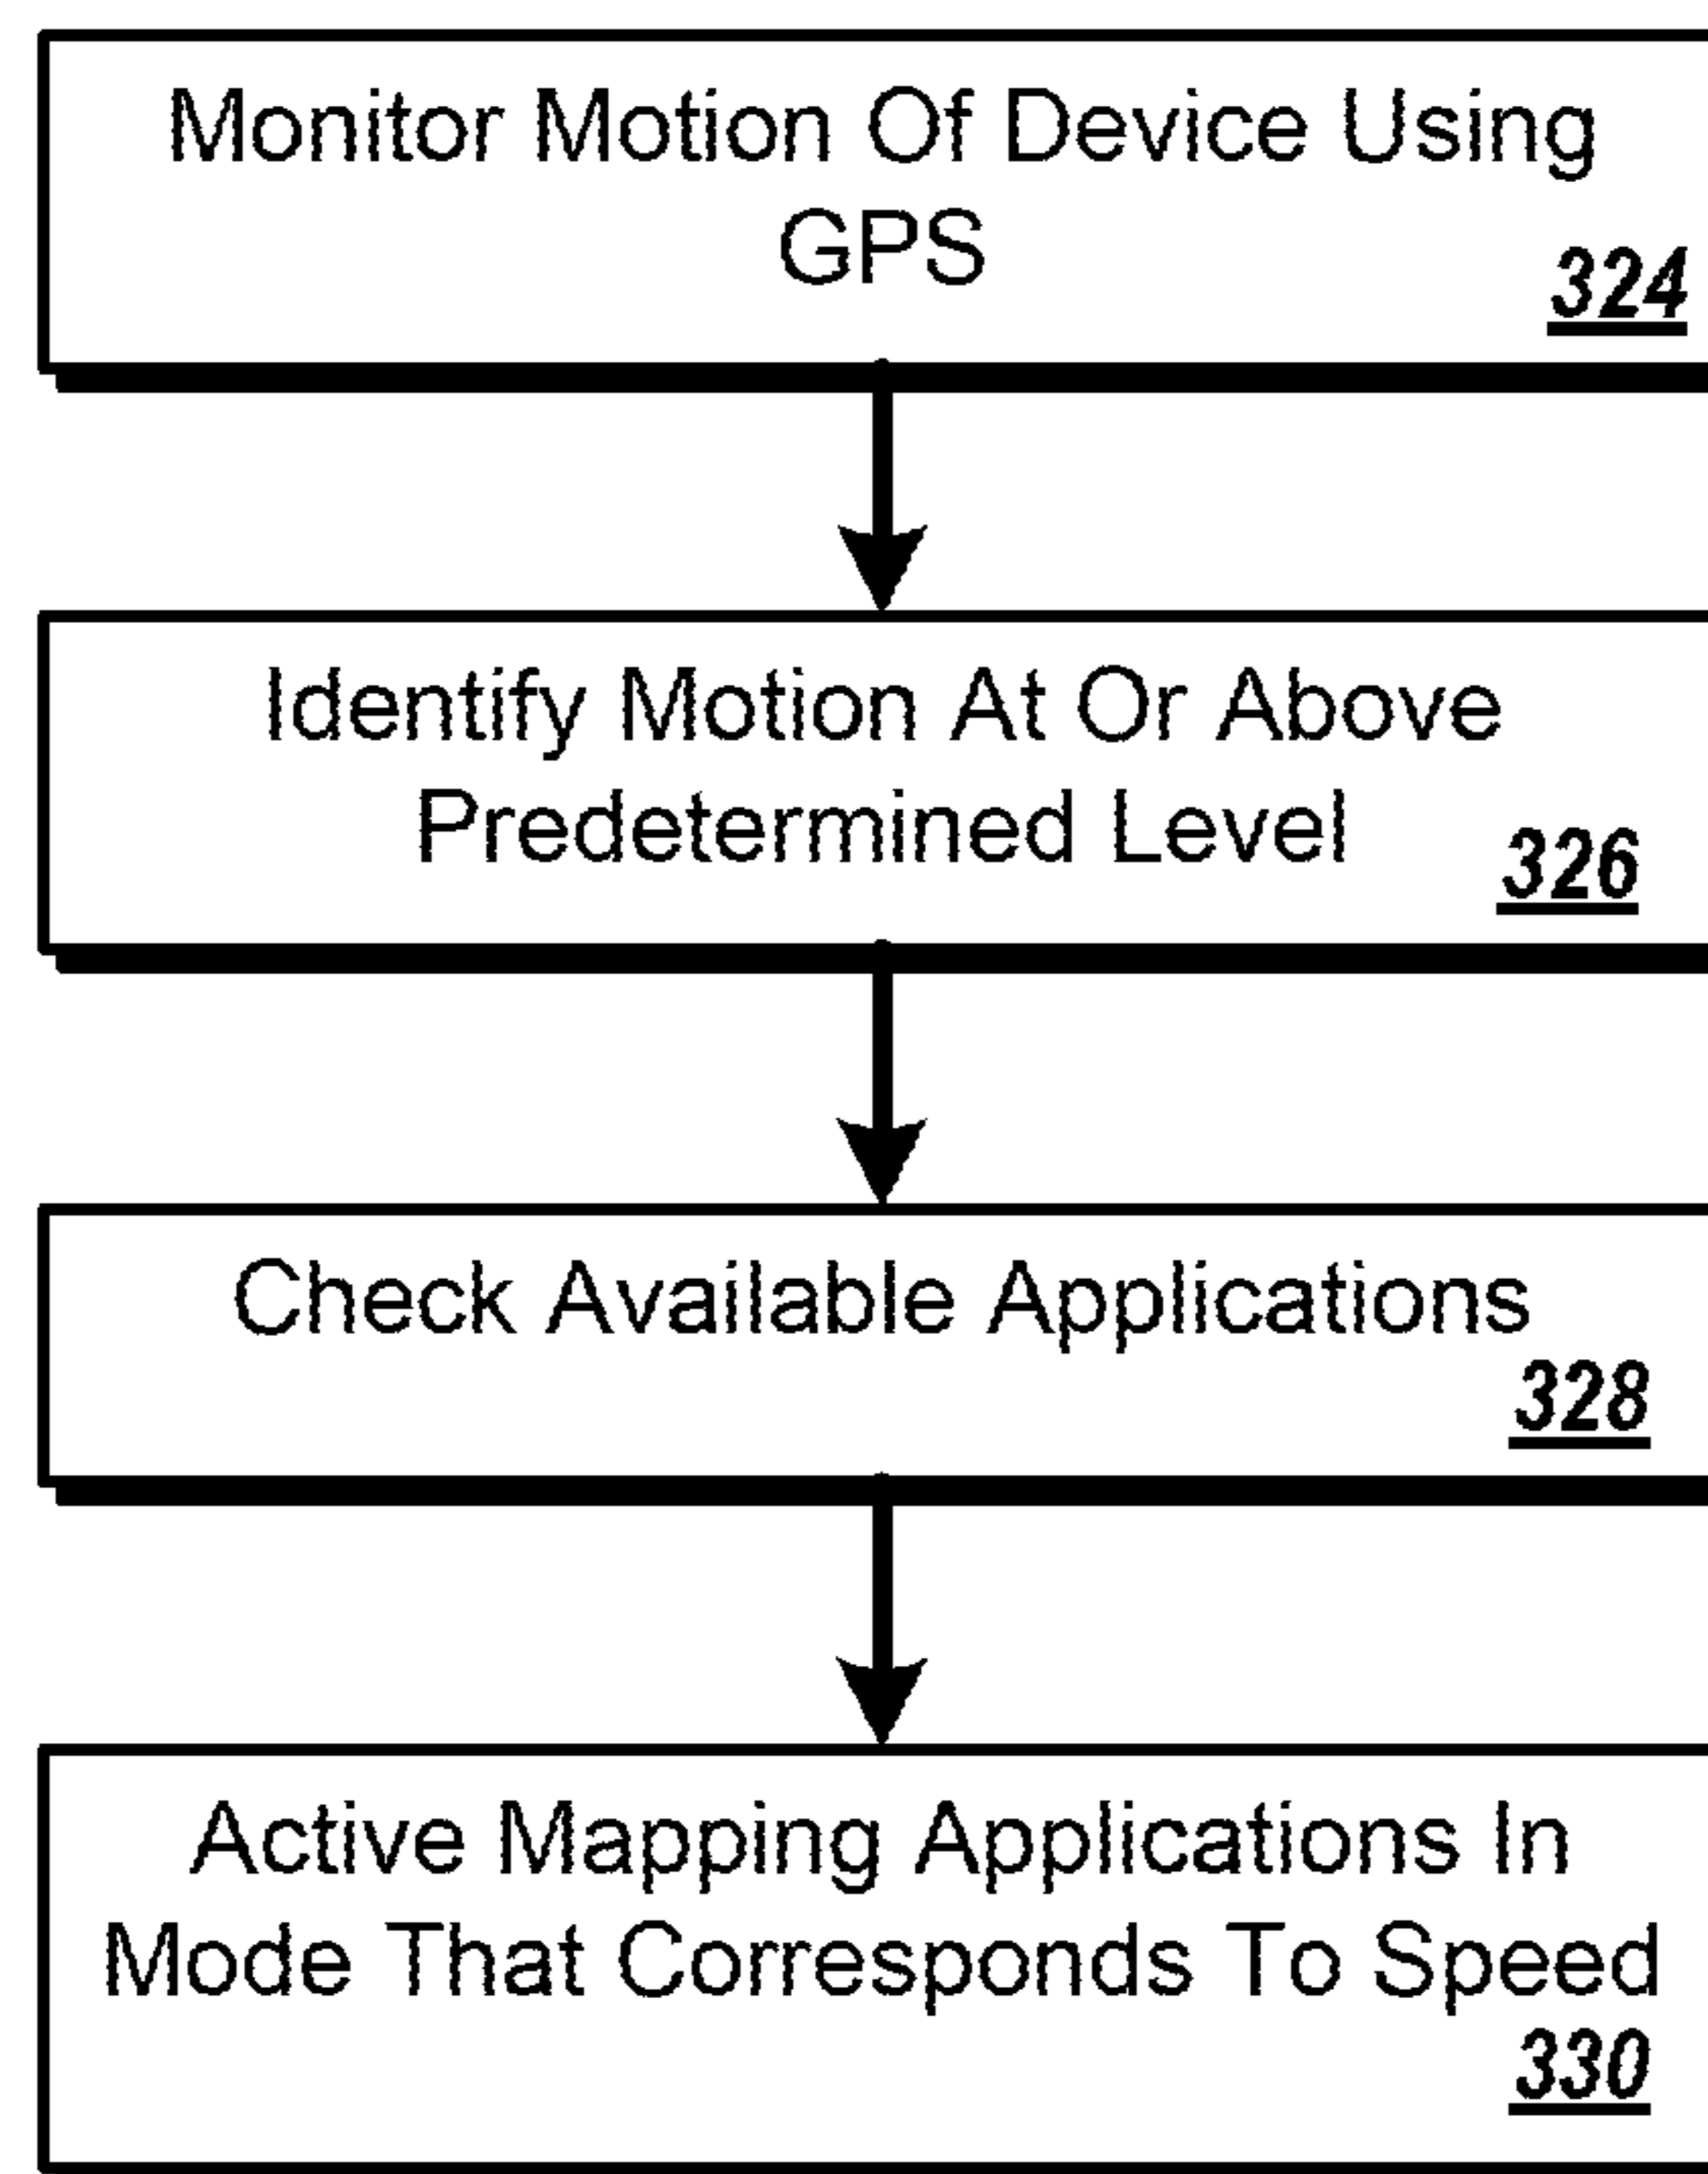 Monitor Motion Of Device Using
GPS
324
Identify Motion At Or Above
Predetermined Level
326
Check Available Applications
328
Active Mapping Applications In
Mode That Corresponds To Speed
330